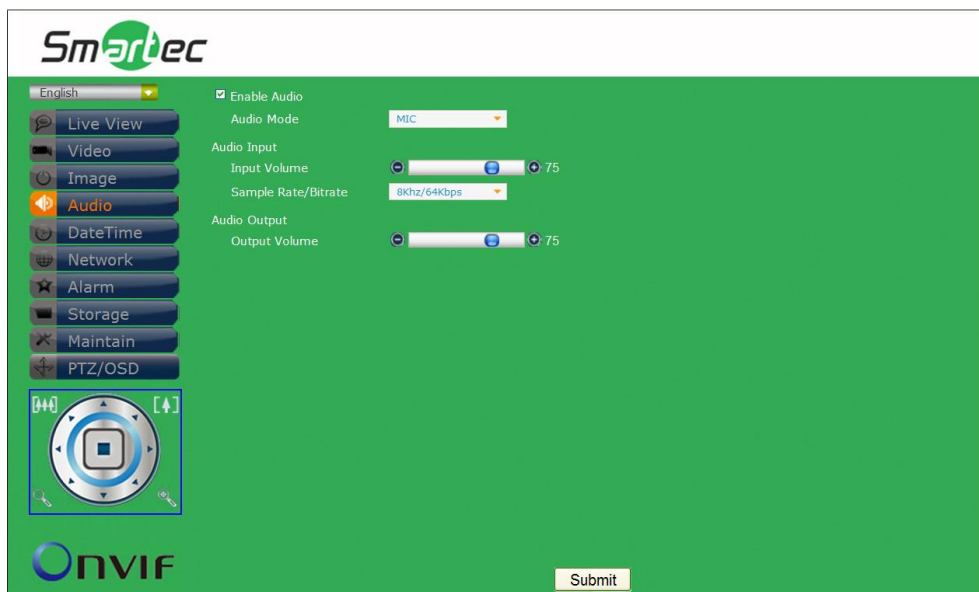 Smartec
English
Live View
Video
Image
Audio
DateTime
Network
Alarm
Storage
Maintain
PTZ/OSD
Enable Audio
Audio Mode MIC
Audio Input
Input Volume 75
Sample Rate/Bitrate 8Khz/64Kbps
Audio Output
Output Volume 75
ONVIF
Submit